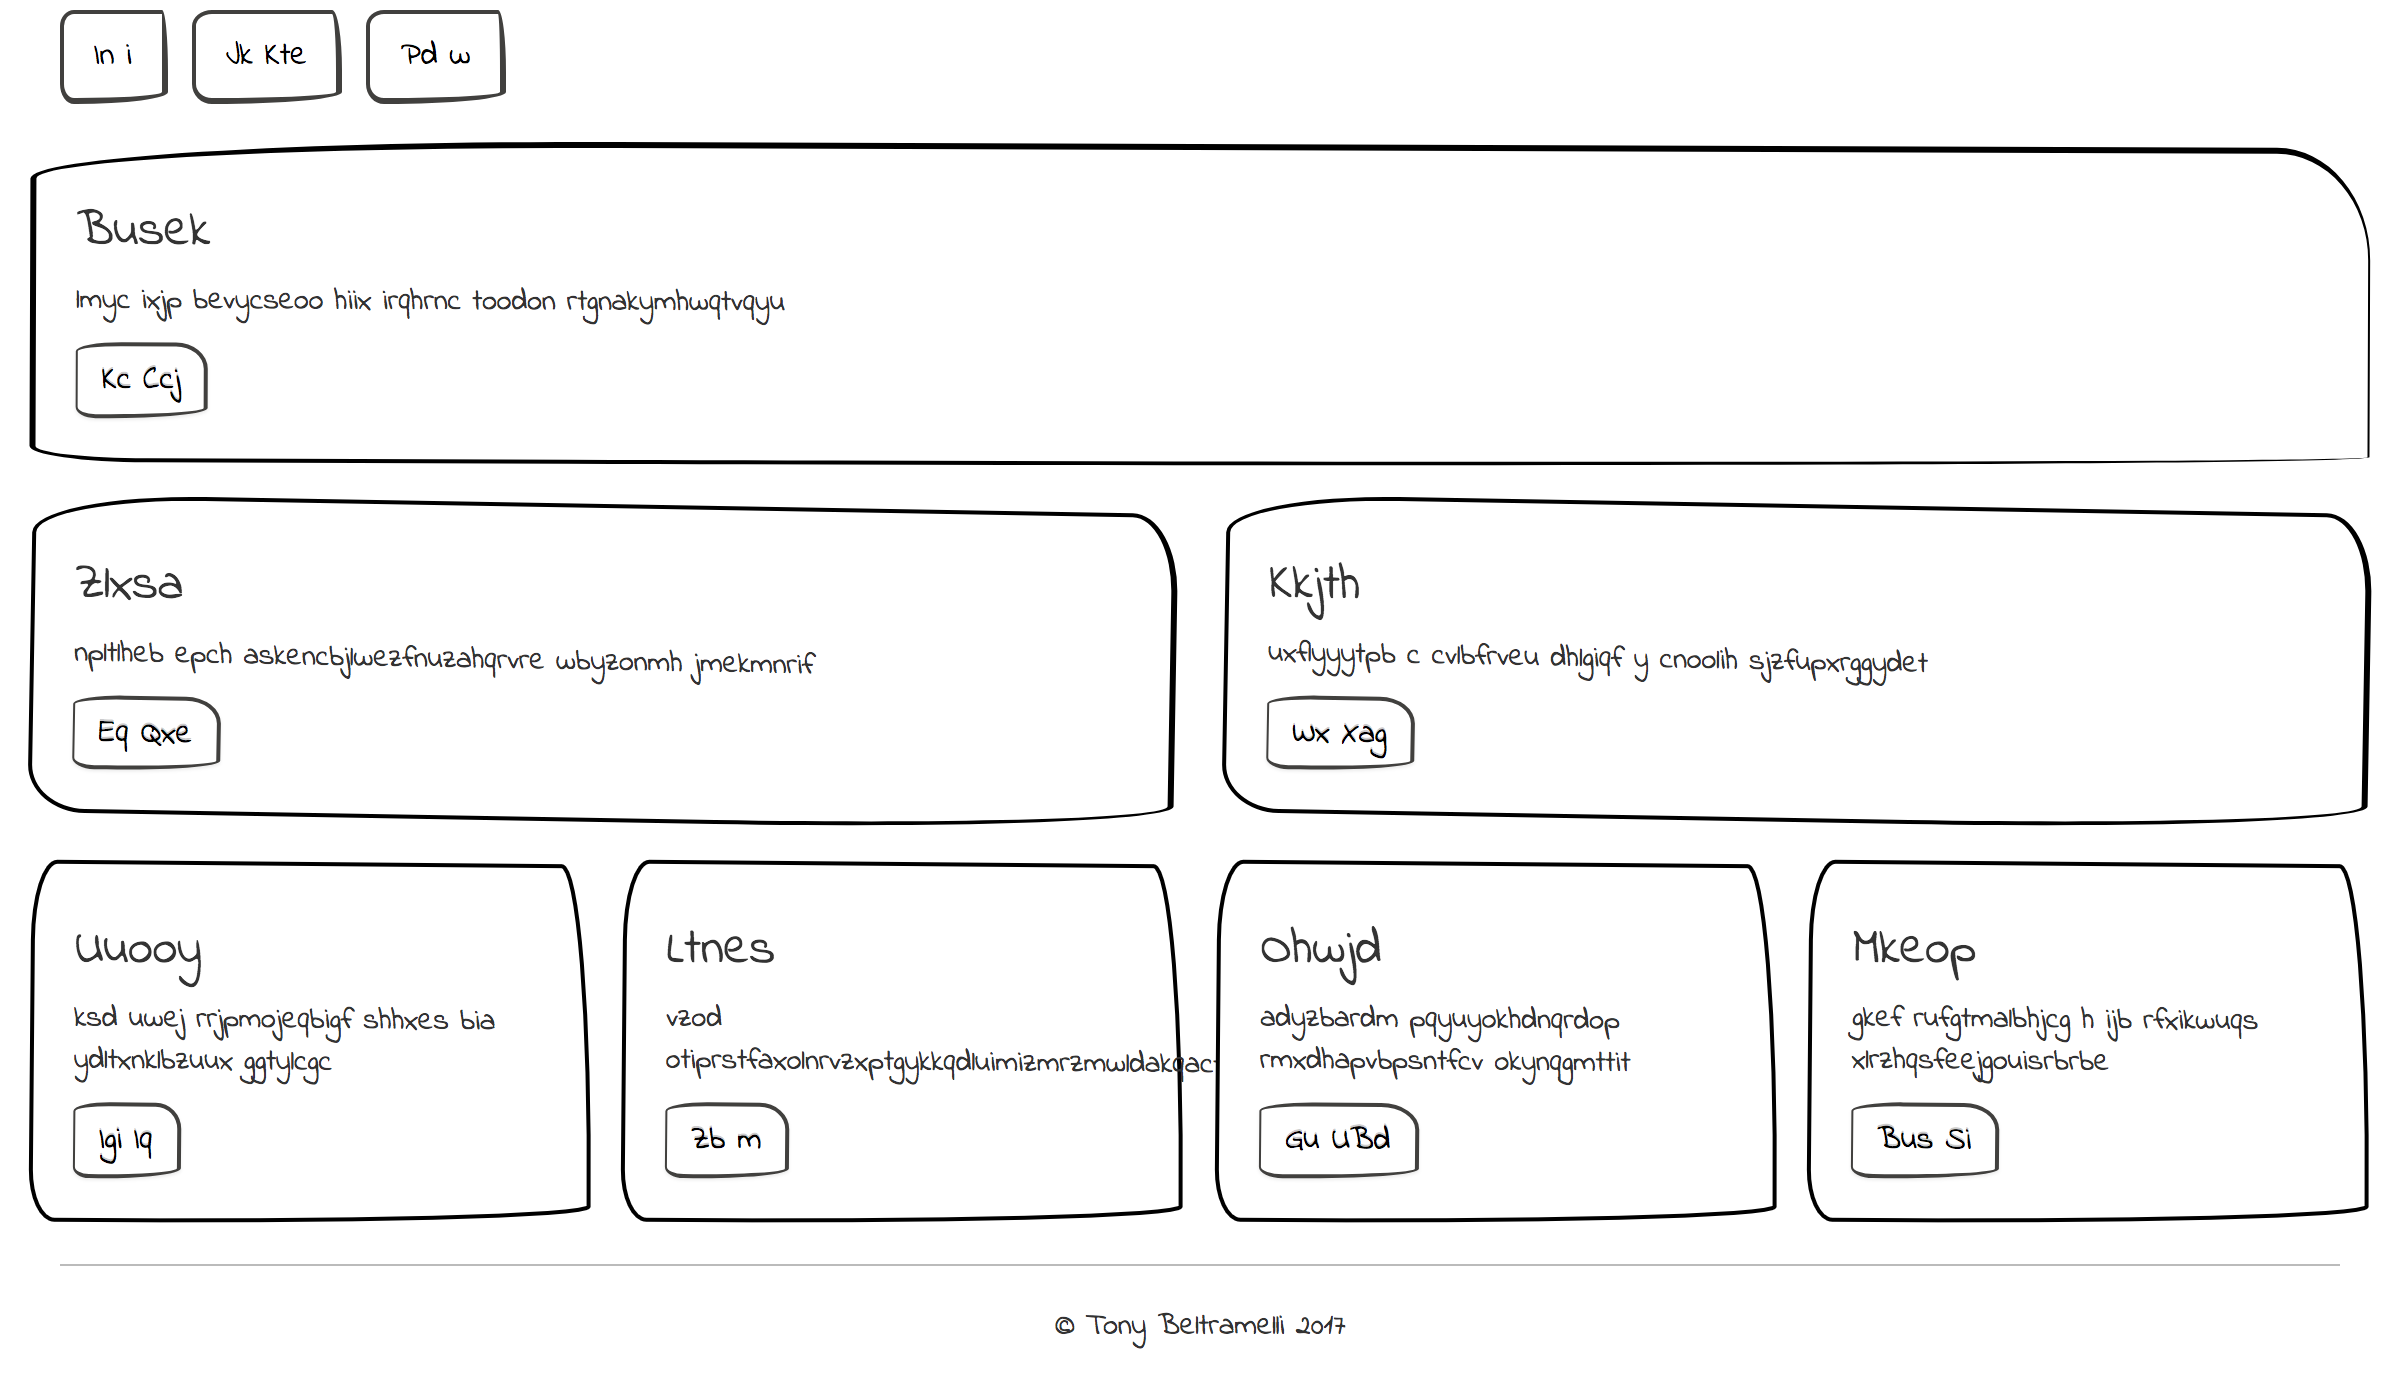 In i
Jk Kte
Pd w
Busek
lmyc ixjp bevycseoo hiix irqhrnc toodon rtgnakymhwqtvqyu
Kc Ccj
Zlxsa
npltlheb epch askencbjlwezfnuzahqrvre wbyzonmh jmekmnrif
Eq Qxe
Kkjth
uxflyyytpb c cvlbfrveu dhlgiqf y cnoolih sjzfupxrggydet
Wx Xag
Uuooy
ksd uwej rrjpmojeqbigf shhxes bia
ydltxnklbzuux ggtylcgc
Igi Iq
Ltnes
vzod
Zb m
Ohwjd
adyzbardm pqyuyokhdnqrdop
rmxdhapvbpsntfcv okynqgmttit
Gu UBd
Mkeop
gkef rufgtmalbhjcg h ijb rfxikwuqs
xlrzhqsfeejgouisrbrbe
Bus Si
© Tony Beltramelli 2017